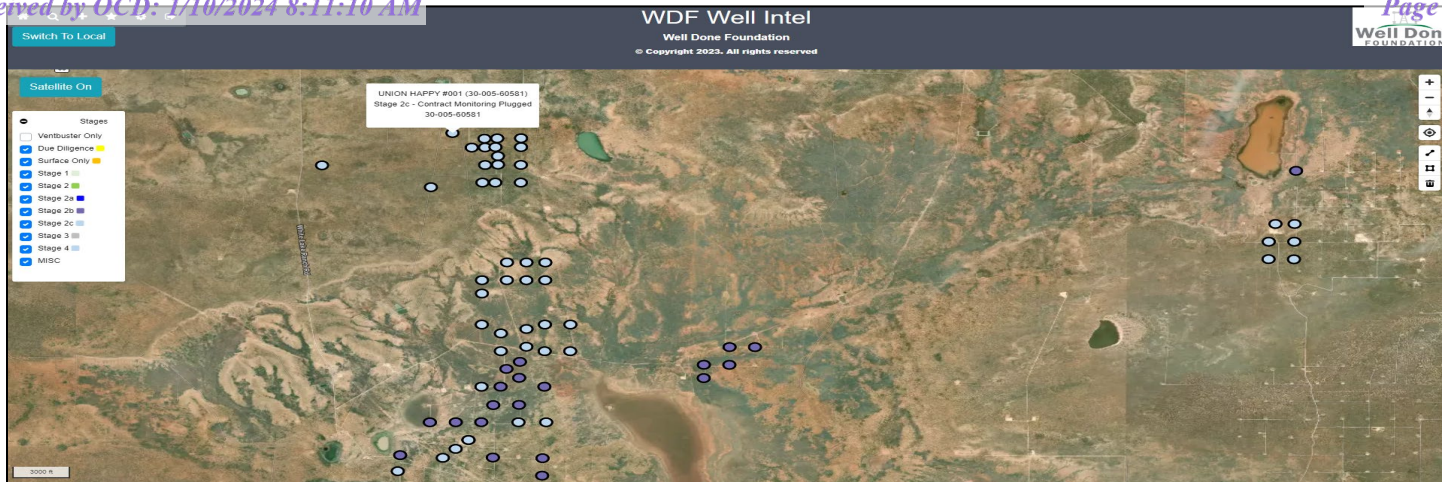 eived by OCD: 1/10/2024 8:11:10 AM
Page
WDF Well Intel
Well Done Foundation
© Copyright 2023. All rights reserved
Switch To Local
Well Don
FOUNDATION
Satellite On
UNION HAPPY #001 (30-005-60581)
Stage 2c - Contract Monitoring Plugged
30-005-60581
Stages
Ventbuster Only
Due Diligence
Surface Only
Stage 1
Stage 2
Stage 2a
Stage 2b
Stage 2c
Stage 3
Stage 4
MISC
3000 ft